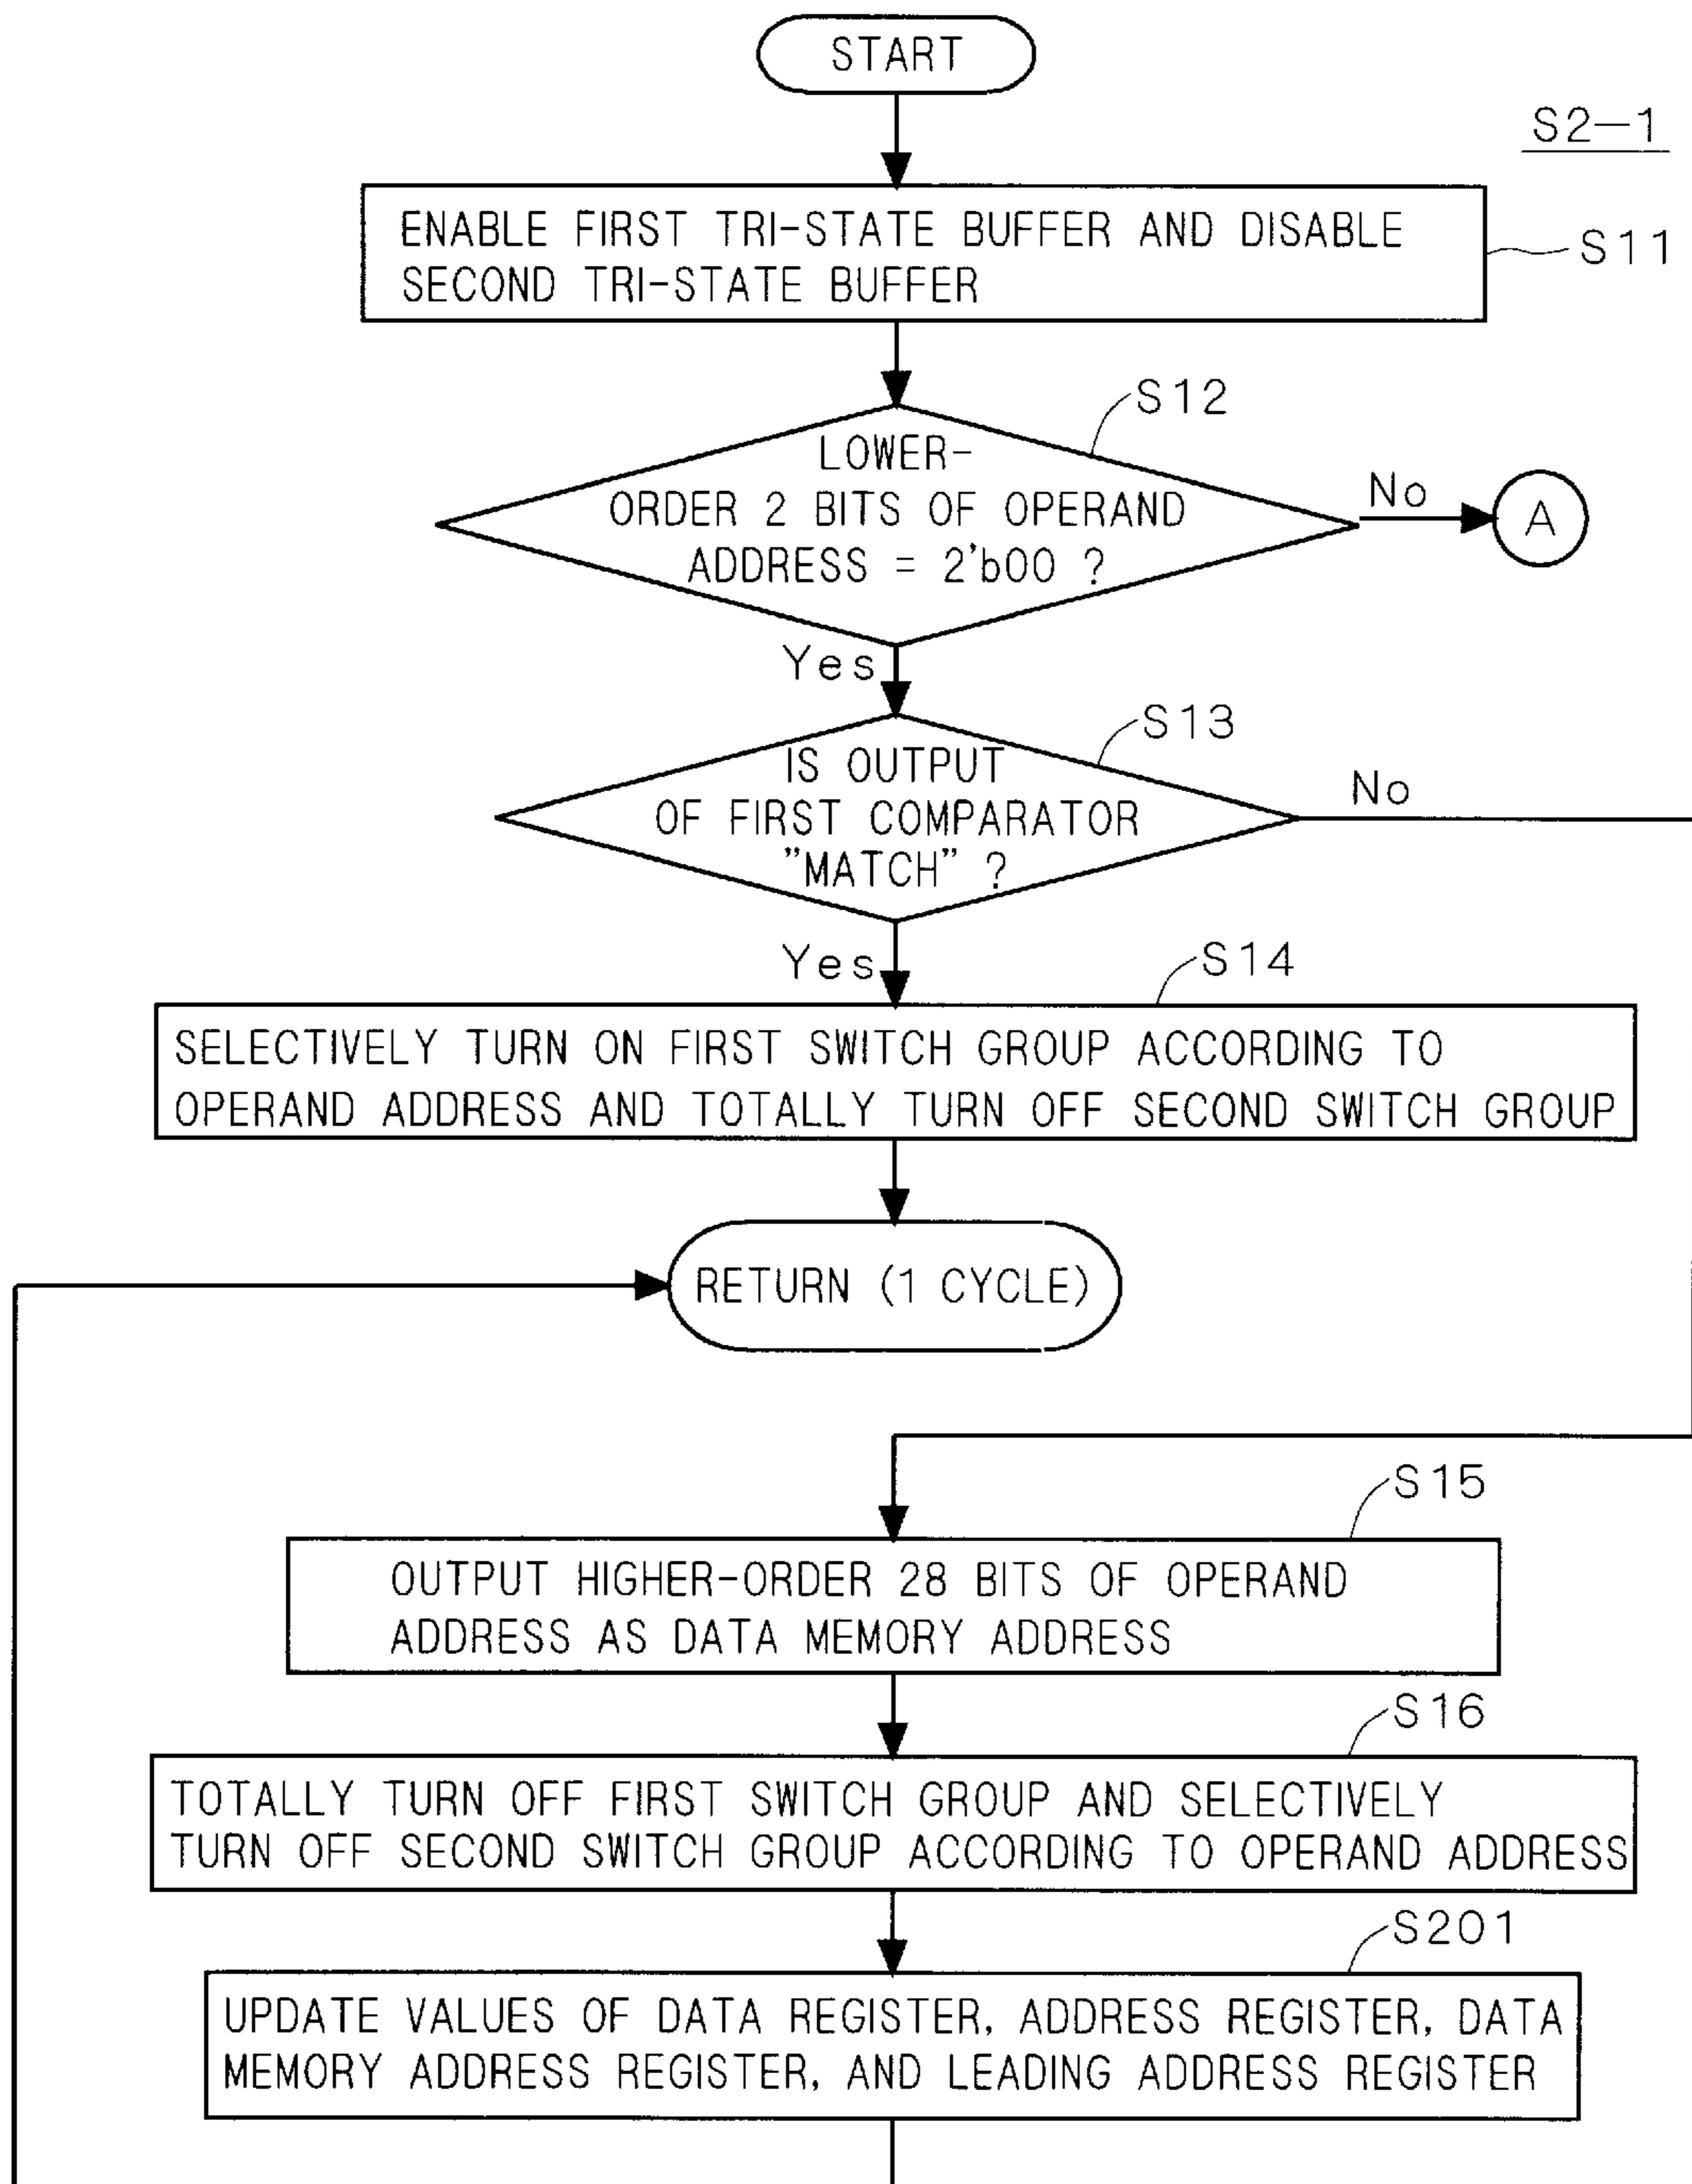 START
S2-1
ENABLE FIRST TRI-STATE BUFFER AND DISABLE
SECOND TRI-STATE BUFFER
S11
S12
LOWER-
ORDER 2 BITS OF OPERAND
ADDRESS = 2'b00 ?
No
A
Yes
S13
IS OUTPUT
OF FIRST COMPARATOR
"MATCH" ?
No
Yes
S14
SELECTIVELY TURN ON FIRST SWITCH GROUP ACCORDING TO
OPERAND ADDRESS AND TOTALLY TURN OFF SECOND SWITCH GROUP
RETURN (1 CYCLE)
S15
OUTPUT HIGHER-ORDER 28 BITS OF OPERAND
ADDRESS AS DATA MEMORY ADDRESS
S16
TOTALLY TURN OFF FIRST SWITCH GROUP AND SELECTIVELY
TURN OFF SECOND SWITCH GROUP ACCORDING TO OPERAND ADDRESS
S201
UPDATE VALUES OF DATA REGISTER, ADDRESS REGISTER, DATA
MEMORY ADDRESS REGISTER, AND LEADING ADDRESS REGISTER